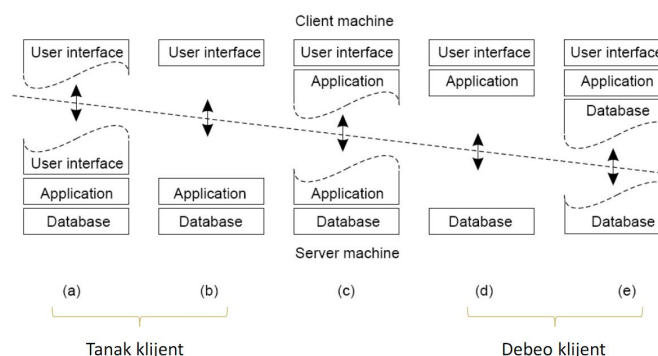 Client machine
User interface
User interface
User interface
User interface
User interface
Application
Application
Application
Database
User interface
Application
Application
Application
Database
Database
Database
Database
Database
Server machine
(a)
(b)
(c)
(d)
(e)
Tanak klijent
Debeo klijent